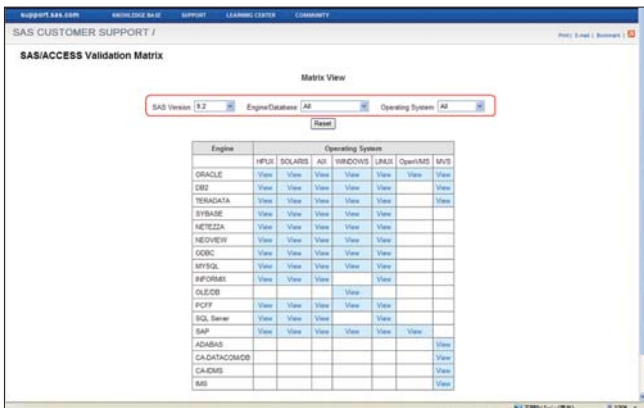 support.sas.com KNOWLEDGE BASE SUPPORT LEARNING CENTER COMMUNITY
SAS CUSTOMER SUPPORT / Print | E-mail | Bookmark |
SAS/ACCESS Validation Matrix
Matrix View
SAS Version 9.2 Engine/Database All Operating System All
Reset
Engine Operating System
HPUX SOLARIS AIX WINDOWS LINUX OpenVMS MVS
ORACLE View View View View View View View
DB2 View View View View View View
TERADATA View View View View View View
SYBASE View View View View View
NETEZZA View View View View View
NEOVIEW View View View View View
ODBC View View View View View
MYSQL View View View View View
INFORMIX View View View View
OLE/DB View
PCFF View View View View View
SQL Server View View View View
SAP View View View View View View
ADABAS View
CA-DATACOM/DB View
CA-IDMS View
IMS View